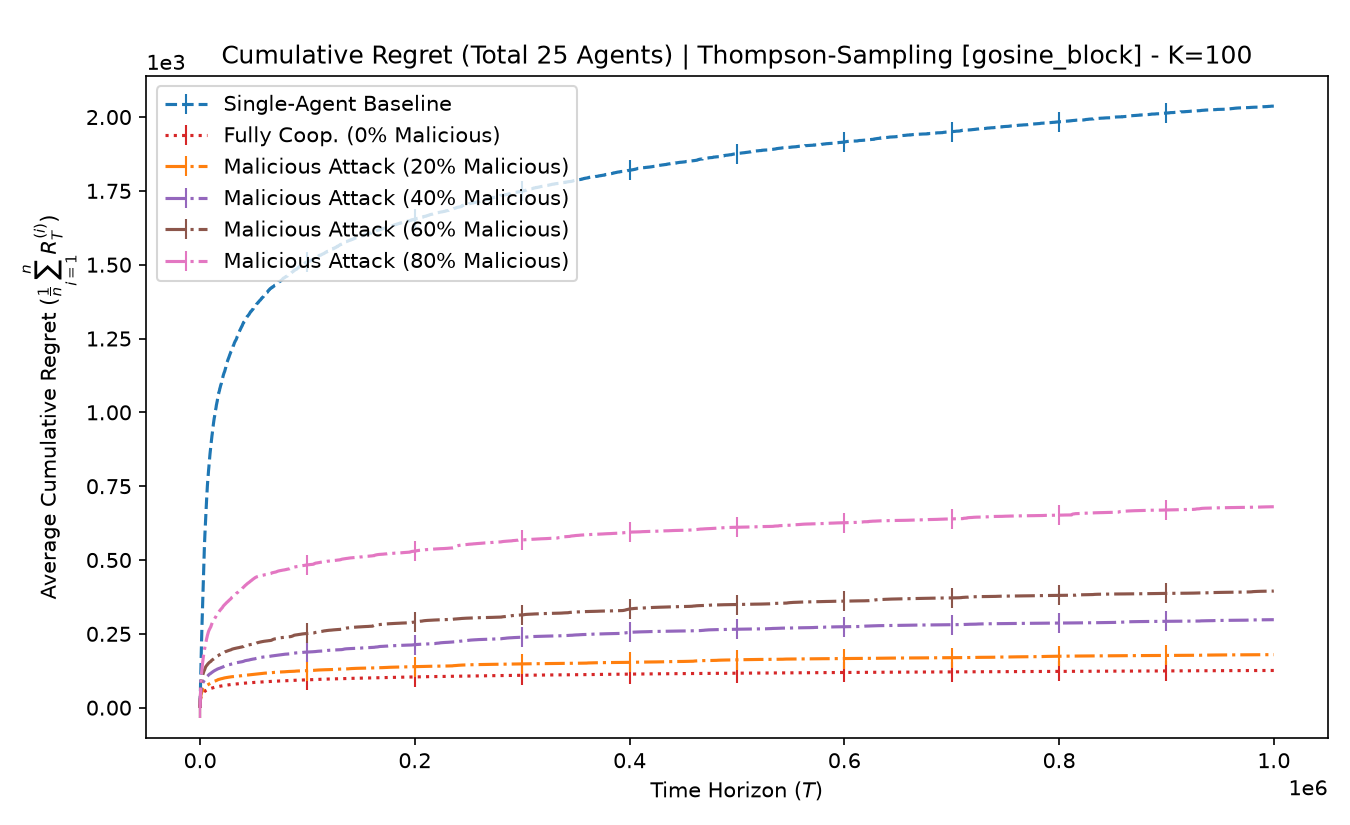 Cumulative Regret (Total 25 Agents) | Thompson-Sampling [gosine_block] - K=100
1e3
Single-Agent Baseline
Fully Coop. (0% Malicious)
Malicious Attack (20% Malicious)
Malicious Attack (40% Malicious)
Malicious Attack (60% Malicious)
Malicious Attack (80% Malicious)
2.00
1.75
1.50
1.25
1.00
0.75
0.50
0.25
0.00
Average Cumulative Regret ($\frac{1}{n}\sum_{i=1}^{n} R_T^{(i)}$)
0.0 0.2 0.4 0.6 0.8 1.0
Time Horizon (T)
1e6